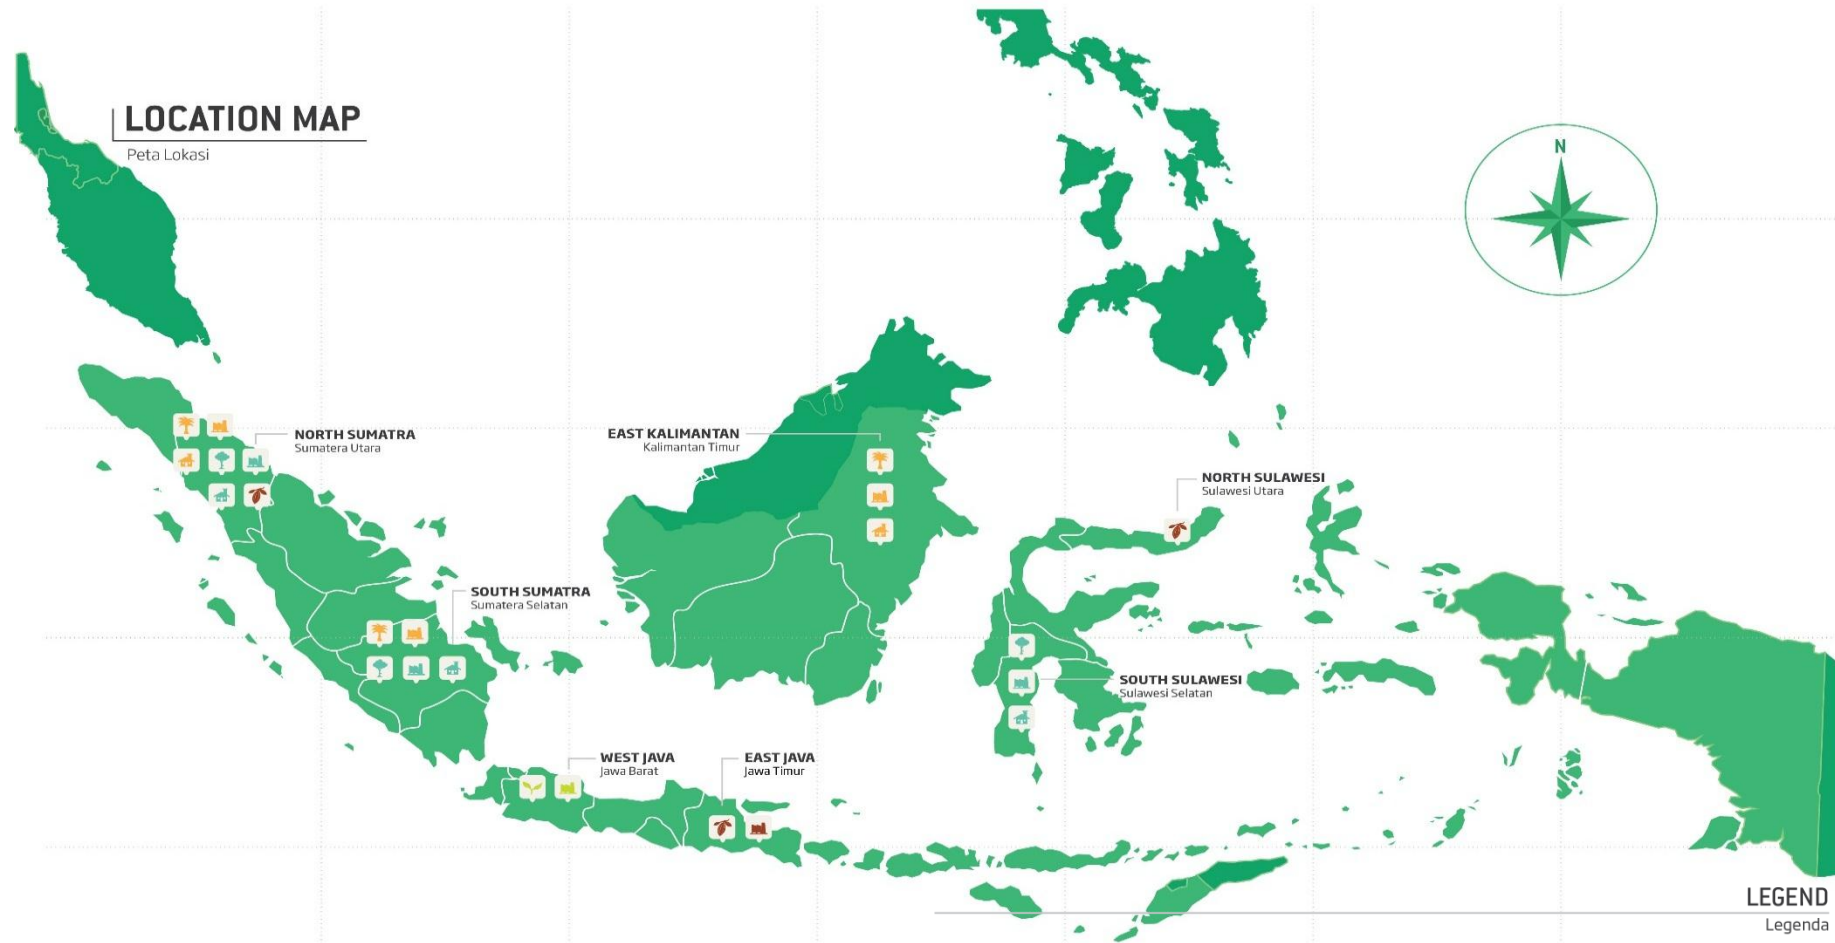 LOCATION MAP
Peta Lokasi
N
NORTH SUMATRA
Sumatera Utara
EAST KALIMANTAN
Kalimantan Timur
NORTH SULAWESI
Sulawesi Utara
SOUTH SUMATRA
Sumatera Selatan
SOUTH SULAWESI
Sulawesi Selatan
WEST JAVA
Jawa Barat
EAST JAVA
Jawa Timur
LEGEND
Legenda